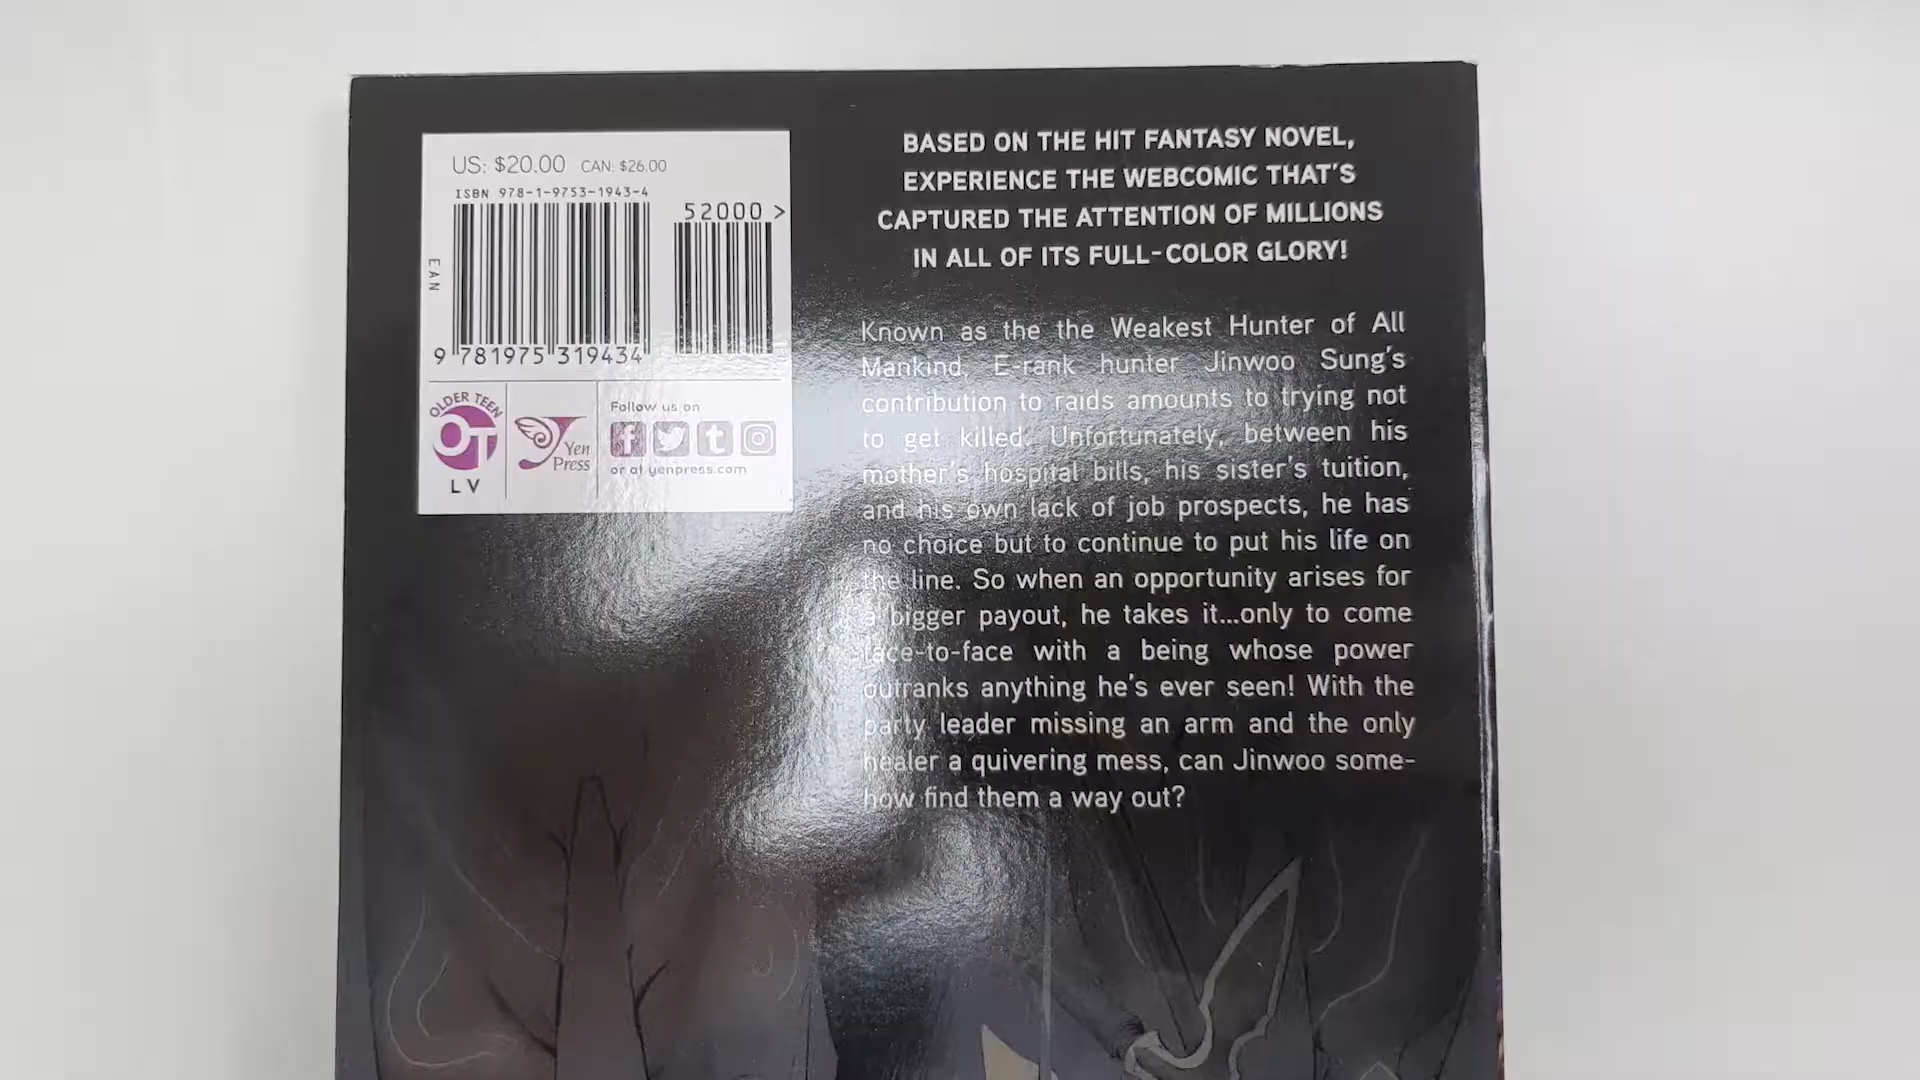 US: $20.00 CAN: $26.00
ISBN 978-1-9753-1943-4
52000 >
EAN
9 781975 319434
OLDER TEEN
OT
LV
Yen
Press
Follow us on
f t
or at yenpress.com
BASED ON THE HIT FANTASY NOVEL,
EXPERIENCE THE WEBCOMIC THAT'S
CAPTURED THE ATTENTION OF MILLIONS
IN ALL OF ITS FULL-COLOR GLORY!
Known as the the Weakest Hunter of All
Mankind, E-rank hunter Jinwoo Sung's
contribution to raids amounts to trying not
to get killed. Unfortunately, between his
mother's hospital bills, his sister's tuition,
and his own lack of job prospects, he has
no choice but to continue to put his life on
the line. So when an opportunity arises for
a bigger payout, he takes it...only to come
face-to-face with a being whose power
outranks anything he's ever seen! With the
party leader missing an arm and the only
healer a quivering mess, can Jinwoo some-
how find them a way out?